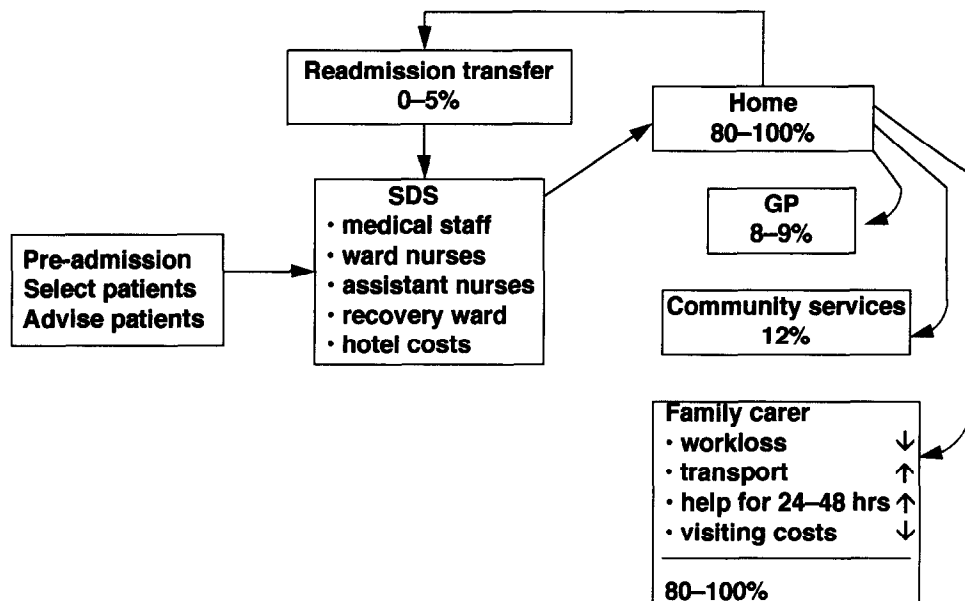 Readmission transfer
0–5%
Home
80–100%
SDS
· medical staff
· ward nurses
· assistant nurses
· recovery ward
· hotel costs
Pre-admission
Select patients
Advise patients
GP
8–9%
Community services
12%
Family carer
· workloss ↓
· transport ↑
· help for 24–48 hrs ↑
· visiting costs ↓
80–100%